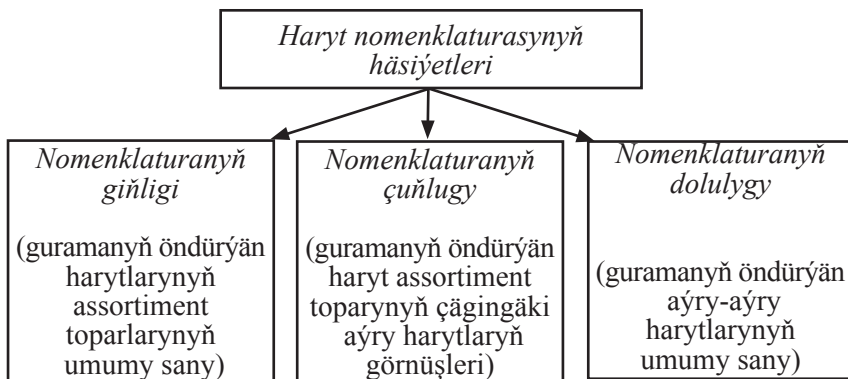 Haryt nomenklaturasynyň
häsiýetleri
Nomenklaturanyň
giňligi
(guramanyň öndürýän
harytlarynyň
assortiment
toparlarynyň
umumy sany)
Nomenklaturanyň
çuňlugy
(guramanyň öndürýän
haryt assortiment
toparynyň çägingäki
aýry harytlaryň
görnüşleri)
Nomenklaturanyň
dolulygy
(guramanyň öndürýän
aýry-aýry
harytlarynyň
umumy sany)